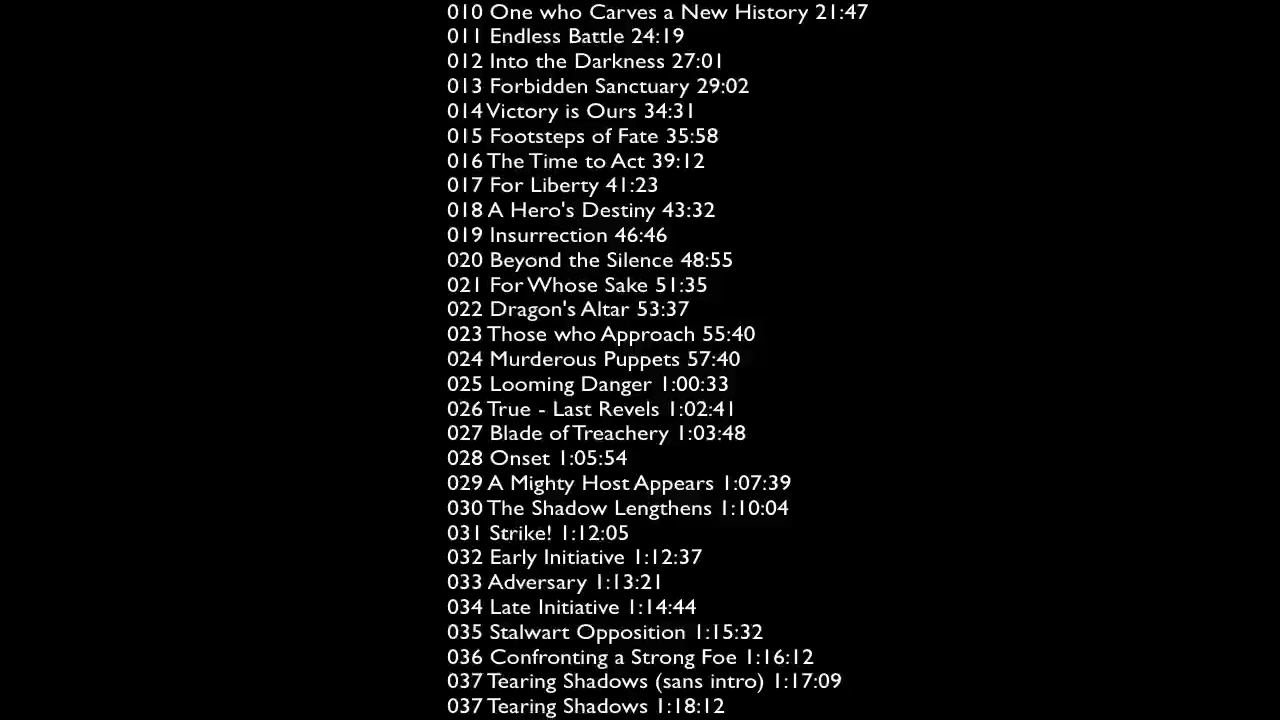 010 One who Carves a New History 21:47
011 Endless Battle 24:19
012 Into the Darkness 27:01
013 Forbidden Sanctuary 29:02
014 Victory is Ours 34:31
015 Footsteps of Fate 35:58
016 The Time to Act 39:12
017 For Liberty 41:23
018 A Hero's Destiny 43:32
019 Insurrection 46:46
020 Beyond the Silence 48:55
021 For Whose Sake 51:35
022 Dragon's Altar 53:37
023 Those who Approach 55:40
024 Murderous Puppets 57:40
025 Looming Danger 1:00:33
026 True - Last Revels 1:02:41
027 Blade of Treachery 1:03:48
028 Onset 1:05:54
029 A Mighty Host Appears 1:07:39
030 The Shadow Lengthens 1:10:04
031 Strike! 1:12:05
032 Early Initiative 1:12:37
033 Adversary 1:13:21
034 Late Initiative 1:14:44
035 Stalwart Opposition 1:15:32
036 Confronting a Strong Foe 1:16:12
037 Tearing Shadows (sans intro) 1:17:09
037 Tearing Shadows 1:18:12